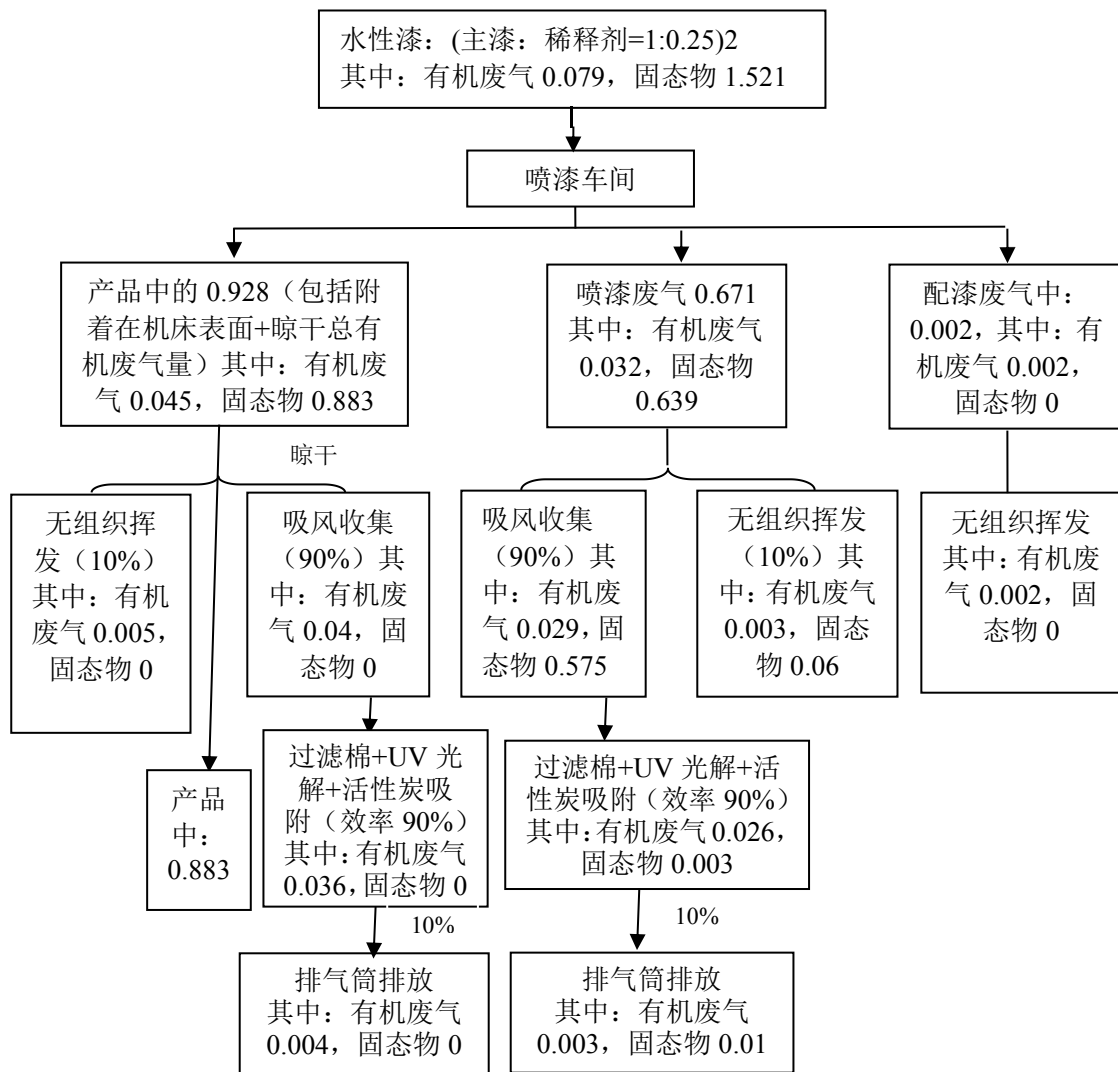 水性漆：(主漆：稀释剂=1:0.25)2
其中：有机废气 0.079，固态物 1.521
喷漆车间
产品中的 0.928（包括附
着在机床表面+晾干总有
机废气量）其中：有机废
气 0.045，固态物 0.883
喷漆废气 0.671
其中：有机废气
0.032，固态物
0.639
配漆废气中：
0.002，其中：有
机废气 0.002，
固态物 0
晾干
无组织挥
发（10%）
其中：有机
废气 0.005，
固态物 0
吸风收集
（90%）其
中：有机废
气 0.04，固
态物 0
吸风收集
（90%）其
中：有机废
气 0.029，固
态物 0.575
无组织挥发
（10%）其
中：有机废气
0.003，固态
物 0.06
无组织挥发
其中：有机废
气 0.002，固
态物 0
产品
中：
0.883
过滤棉+UV 光
解+活性炭吸
附（效率 90%）
其中：有机废气
0.036，固态物 0
过滤棉+UV 光解+活
性炭吸附（效率 90%）
其中：有机废气 0.026，
固态物 0.003
10%
10%
排气筒排放
其中：有机废气
0.004，固态物 0
排气筒排放
其中：有机废气
0.003，固态物 0.01